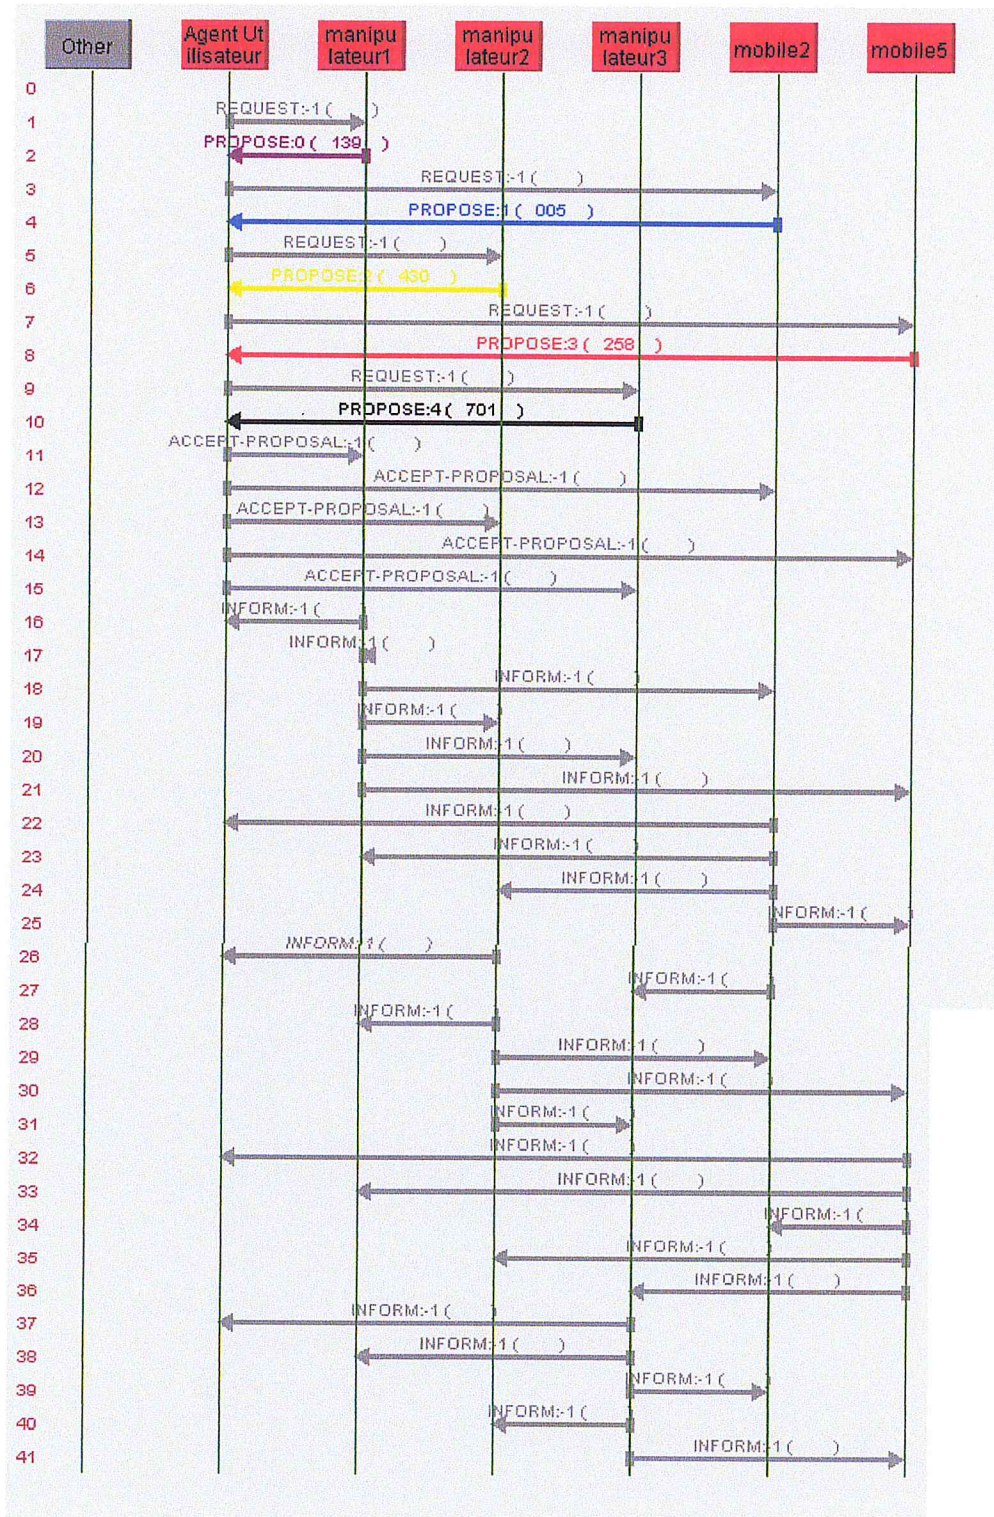 Other
Agent Ut
ilisateur
manipu
lateur1
manipu
lateur2
manipu
lateur3
mobile2
mobile5
0
REQUEST:-1 ( )
1
PROPOSE:0 ( 139 )
2
REQUEST:-1 ( )
3
PROPOSE:1 ( 005 )
4
REQUEST:-1 ( )
5
PROPOSE:2 ( 430 )
6
REQUEST:-1 ( )
7
PROPOSE:3 ( 258 )
8
REQUEST:-1 ( )
9
PROPOSE:4 ( 701 )
10
ACCEPT-PROPOSAL:-1 ( )
11
ACCEPT-PROPOSAL:-1 ( )
12
ACCEPT-PROPOSAL:-1 ( )
13
ACCEPT-PROPOSAL:-1 ( )
14
ACCEPT-PROPOSAL:-1 ( )
15
INFORM:-1 ( )
16
INFORM:-1 ( )
17
INFORM:-1 ( )
18
INFORM:-1 ( )
19
INFORM:-1 ( )
20
INFORM:-1 ( )
21
INFORM:-1 ( )
22
INFORM:-1 ( )
23
INFORM:-1 ( )
24
INFORM:-1 ( )
25
INFORM:-1 ( )
26
INFORM:-1 ( )
27
INFORM:-1 ( )
28
INFORM:-1 ( )
29
INFORM:-1 ( )
30
INFORM:-1 ( )
31
INFORM:-1 ( )
32
INFORM:-1 ( )
33
INFORM:-1 ( )
34
INFORM:-1 ( )
35
INFORM:-1 ( )
36
INFORM:-1 ( )
37
INFORM:-1 ( )
38
INFORM:-1 ( )
39
INFORM:-1 ( )
40
INFORM:-1 ( )
41